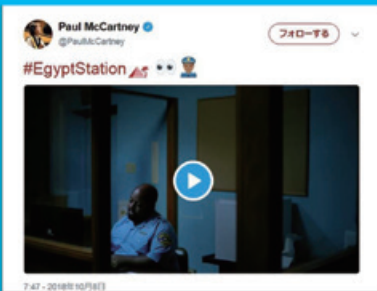 Paul McCartney
@PaulMcCartney
フォローする
#EgyptStation
7:47 - 2018年10月8日